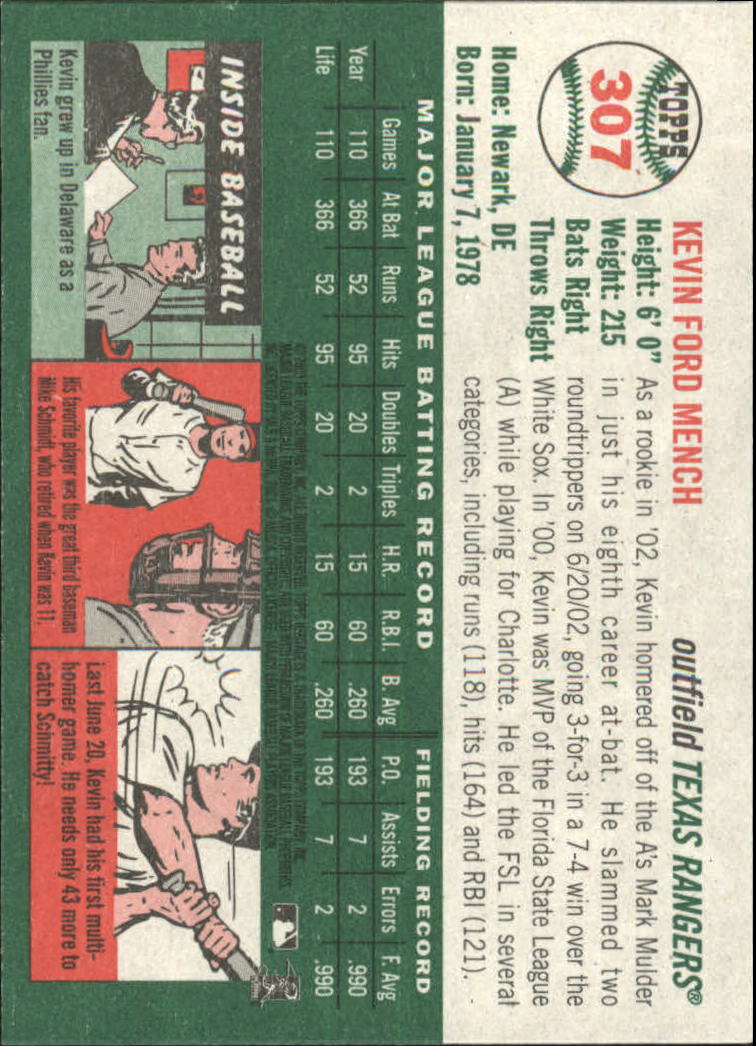 TOPPS
307
KEVIN FORD MENCH
outfield TEXAS RANGERS®
Height: 6' 0"
Weight: 215
Bats Right
Throws Right
Home: Newark, DE
Born: January 7, 1978
As a rookie in '02, Kevin homered off of the A's Mark Mulder
in just his eighth career at-bat. He slammed two
roundtrippers on 6/20/02, going 3-for-3 in a 7-4 win over the
White Sox. In '00, Kevin was MVP of the Florida State League
(A) while playing for Charlotte. He led the FSL in several
categories, including runs (118), hits (164) and RBI (121).
MAJOR LEAGUE BATTING RECORD FIELDING RECORD
Year Games At Bat Runs Hits Doubles Triples H.R. R.B.I. B. Avg P.O. Assists Errors F. Avg
Year 110 366 52 95 20 2 15 60 .260 193 7 2 .990
Life 110 366 52 95 20 2 15 60 .260 193 7 2 .990
INSIDE BASEBALL
Kevin grew up in Delaware as a
Phillies fan.
His favorite player was the great third baseman
Mike Schmidt, who retired when Kevin was 11.
Last June 20, Kevin had his first multi-
homer game. He needs only 43 more to
catch Schmitty!